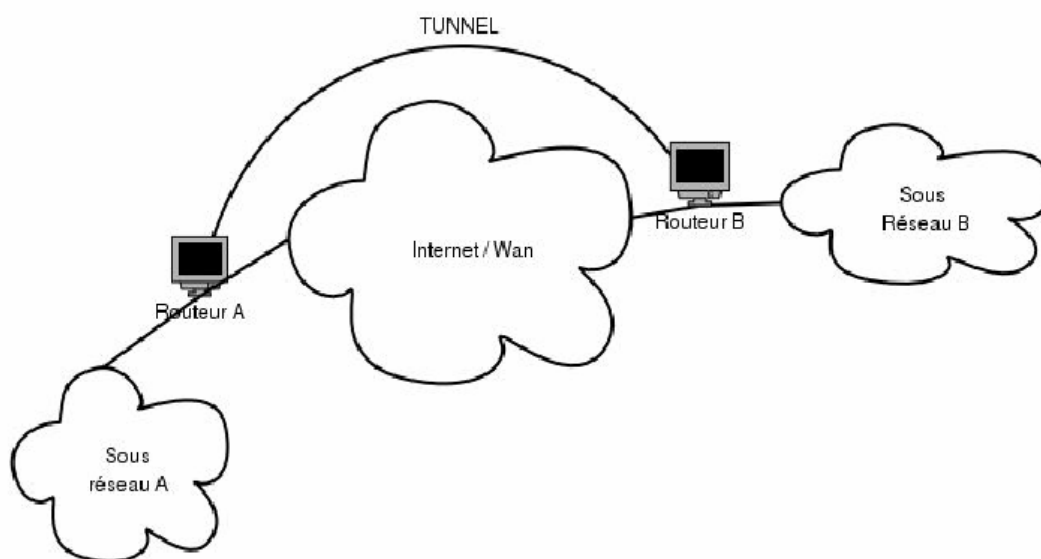 TUNNEL
Sous
Réseau B
Routeur B
Internet / Wan
Routeur A
Sous
réseau A